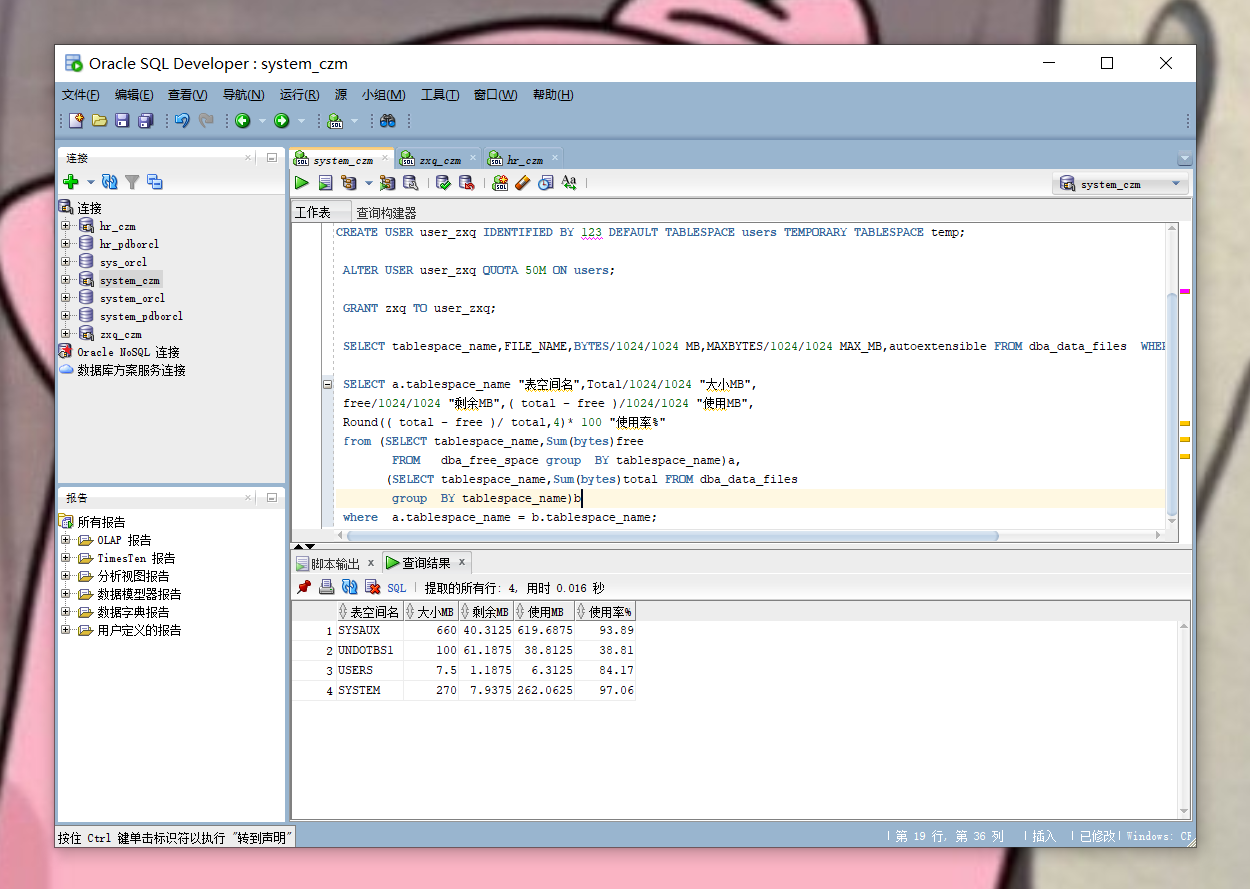 Oracle SQL Developer : system_czm
文件(F) 编辑(E) 查看(V) 导航(N) 运行(R) 源 小组(M) 工具(T) 窗口(W) 帮助(H)
连接
连接
hr_czm
hr_pdborcl
sys_orcl
system_czm
system_orcl
system_pdborcl
zxq_czm
Oracle NoSQL 连接
数据库方案服务连接
报告
所有报告
OLAP 报告
TimesTen 报告
分析视图报告
数据模型器报告
数据字典报告
用户定义的报告
system_czm zxq_czm hr_czm
system_czm
工作表 查询构建器
CREATE USER user_zxq IDENTIFIED BY 123 DEFAULT TABLESPACE users TEMPORARY TABLESPACE temp;
ALTER USER user_zxq QUOTA 50M ON users;
GRANT zxq TO user_zxq;
SELECT tablespace_name,FILE_NAME,BYTES/1024/1024 MB,MAXBYTES/1024/1024 MAX_MB,autoextensible FROM dba_data_files
SELECT a.tablespace_name "表空间名",Total/1024/1024 "大小MB",
free/1024/1024 "剩余MB",( total - free )/1024/1024 "使用MB",
Round(( total - free )/ total,4)* 100 "使用率%"
from (SELECT tablespace_name,Sum(bytes)free
FROM dba_free_space group BY tablespace_name)a,
(SELECT tablespace_name,Sum(bytes)total FROM dba_data_files
group BY tablespace_name)b
where a.tablespace_name = b.tablespace_name;
脚本输出 查询结果
SQL 提取的所有行: 4, 用时 0.016 秒
表空间名 大小MB 剩余MB 使用MB 使用率%
1 SYSAUX 660 40.3125 619.6875 93.89
2 UNDOTBS1 100 61.1875 38.8125 38.81
3 USERS 7.5 1.1875 6.3125 84.17
4 SYSTEM 270 7.9375 262.0625 97.06
按住 Ctrl 键单击标识符以执行 "转到声明"
第 19 行, 第 36 列 插入 已修改 Windows: